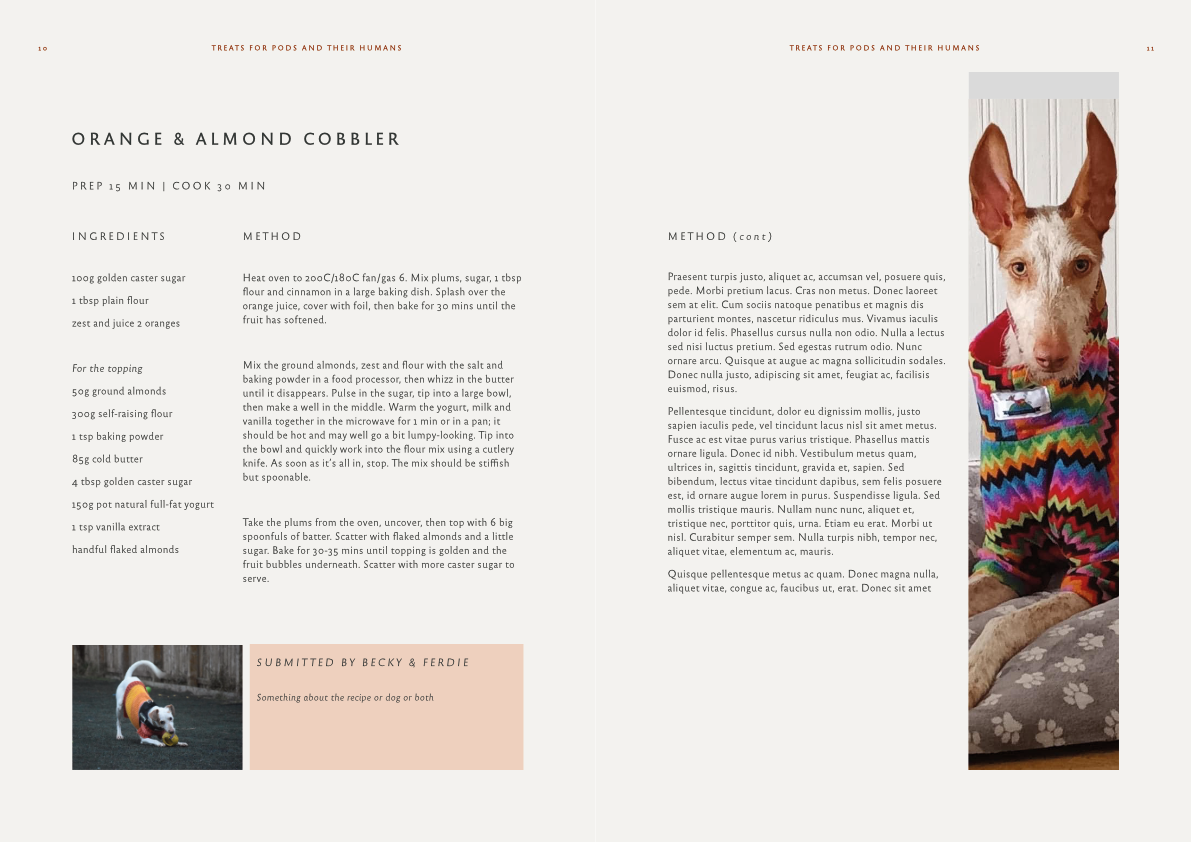 10
TREATS FOR PODS AND THEIR HUMANS
ORANGE & ALMOND COBBLER
PREP 15 MIN | COOK 30 MIN
INGREDIENTS
100g golden caster sugar
1 tbsp plain flour
zest and juice 2 oranges
For the topping
50g ground almonds
300g self-raising flour
1 tsp baking powder
85g cold butter
4 tbsp golden caster sugar
150g pot natural full-fat yogurt
1 tsp vanilla extract
handful flaked almonds
METHOD
Heat oven to 200C/180C fan/gas 6. Mix plums, sugar, 1 tbsp
flour and cinnamon in a large baking dish. Splash over the
orange juice, cover with foil, then bake for 30 mins until the
fruit has softened.
Mix the ground almonds, zest and flour with the salt and
baking powder in a food processor, then whizz in the butter
until it disappears. Pulse in the sugar, tip into a large bowl,
then make a well in the middle. Warm the yogurt, milk and
vanilla together in the microwave for 1 min or in a pan; it
should be hot and may well go a bit lumpy-looking. Tip into
the bowl and quickly work into the flour mix using a cutlery
knife. As soon as it's all in, stop. The mix should be stiffish
but spoonable.
Take the plums from the oven, uncover, then top with 6 big
spoonfuls of batter. Scatter with flaked almonds and a little
sugar. Bake for 30-35 mins until topping is golden and the
fruit bubbles underneath. Scatter with more caster sugar to
serve.
SUBMITTED BY BECKY & FERDIE
Something about the recipe or dog or both
TREATS FOR PODS AND THEIR HUMANS
11
METHOD (cont)
Praesent turpis justo, aliquet ac, accumsan vel, posuere quis,
pede. Morbi pretium lacus. Cras non metus. Donec laoreet
sem at elit. Cum sociis natoque penatibus et magnis dis
parturient montes, nascetur ridiculus mus. Vivamus iaculis
dolor id felis. Phasellus cursus nulla non odio. Nulla a lectus
sed nisi luctus pretium. Sed egestas rutrum odio. Nunc
ornare arcu. Quisque at augue ac magna sollicitudin sodales.
Donec nulla justo, adipiscing sit amet, feugiat ac, facilisis
euismod, risus.
Pellentesque tincidunt, dolor eu dignissim mollis, justo
sapien iaculis pede, vel tincidunt lacus nisl sit amet metus.
Fusce ac est vitae purus varius tristique. Phasellus mattis
ornare ligula. Donec id nibh. Vestibulum metus quam,
ultrices in, sagittis tincidunt, gravida et, sapien. Sed
bibendum, lectus vitae tincidunt dapibus, sem felis posuere
est, id ornare augue lorem in purus. Suspendisse ligula. Sed
mollis tristique mauris. Nullam nunc nunc, aliquet et,
tristique nec, porttitor quis, urna. Etiam eu erat. Morbi ut
nisl. Curabitur semper sem. Nulla turpis nibh, tempor nec,
aliquet vitae, elementum ac, mauris.
Quisque pellentesque metus ac quam. Donec magna nulla,
aliquet vitae, congue ac, faucibus ut, erat. Donec sit amet